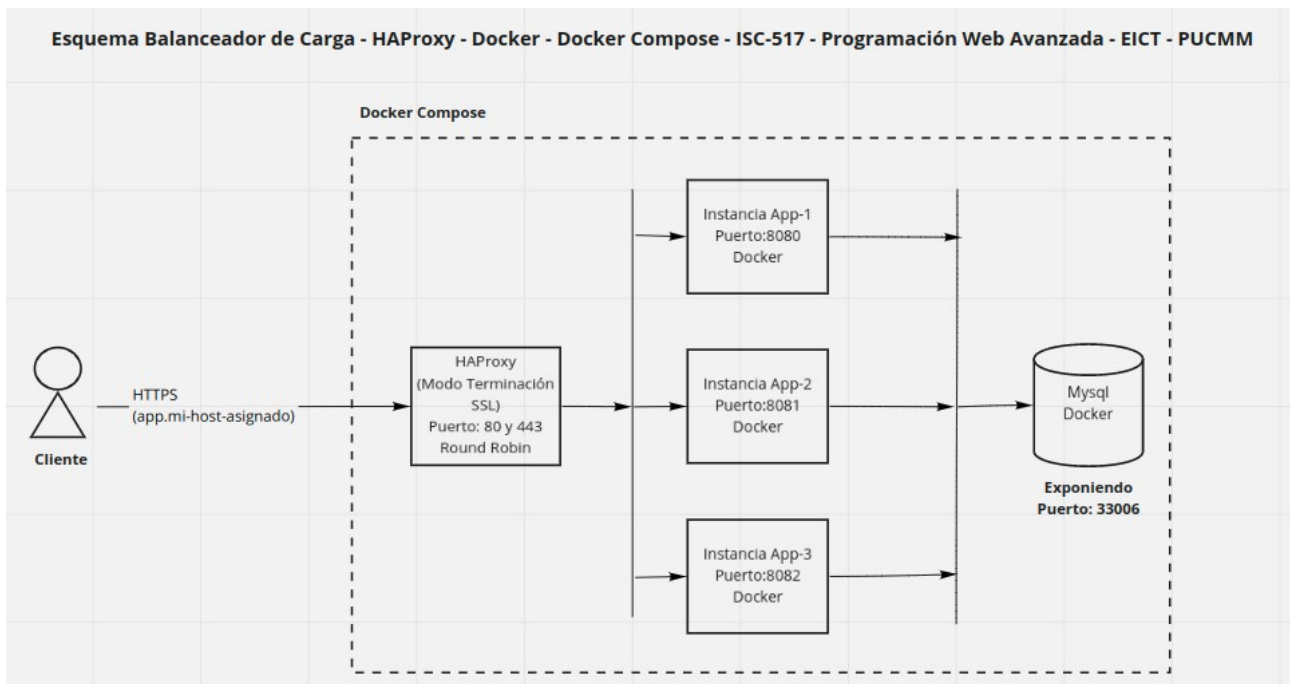 Esquema Balanceador de Carga - HAProxy - Docker - Docker Compose - ISC-517 - Programación Web Avanzada - EICT - PUCMM
Docker Compose
Instancia App-1
Puerto:8080
Docker
HAProxy
(Modo Terminación
SSL)
Puerto: 80 y 443
Round Robin
HTTPS
(app.mi-host-asignado)
Cliente
Instancia App-2
Puerto:8081
Docker
Mysql
Docker
Exponiendo
Puerto: 33006
Instancia App-3
Puerto:8082
Docker